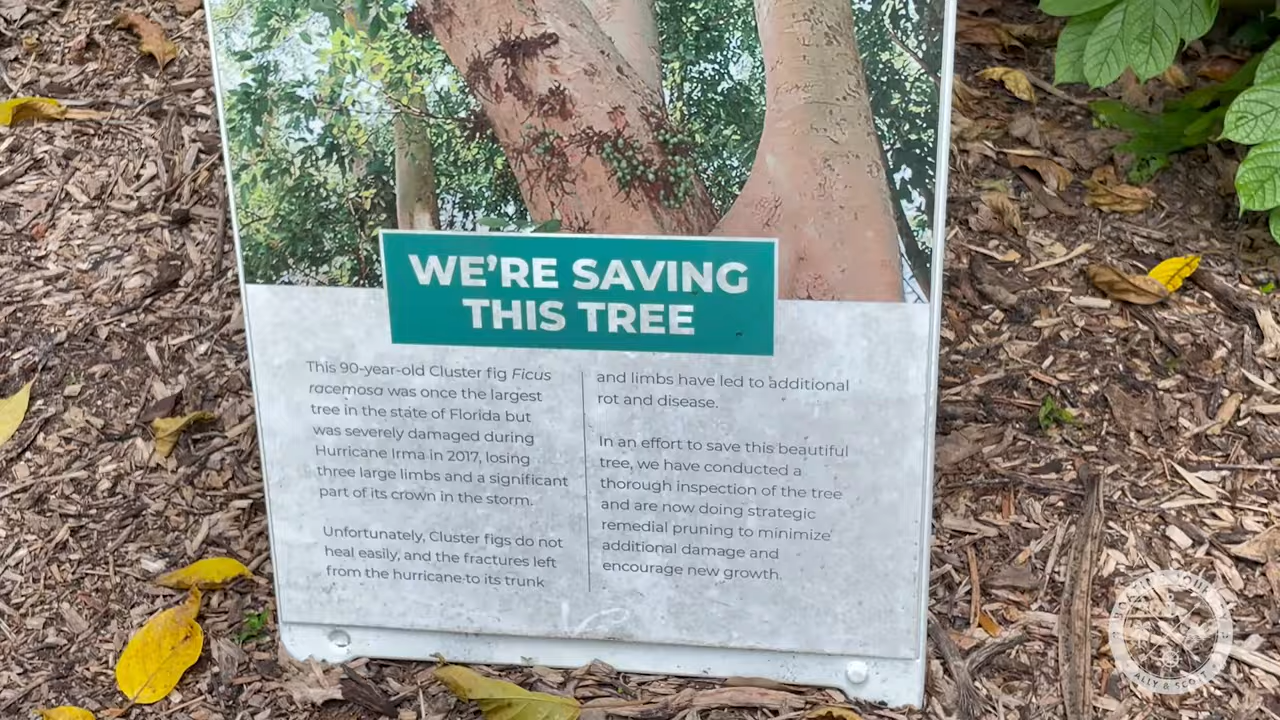 WE'RE SAVING
THIS TREE
This 90-year-old Cluster fig Ficus
racemosa was once the largest
tree in the state of Florida but
was severely damaged during
Hurricane Irma in 2017, losing
three large limbs and a significant
part of its crown in the storm.
Unfortunately, Cluster figs do not
heal easily, and the fractures left
from the hurricane to its trunk
and limbs have led to additional
rot and disease.
In an effort to save this beautiful
tree, we have conducted a
thorough inspection of the tree
and are now doing strategic
remedial pruning to minimize
additional damage and
encourage new growth.
ALLY & SCOTT